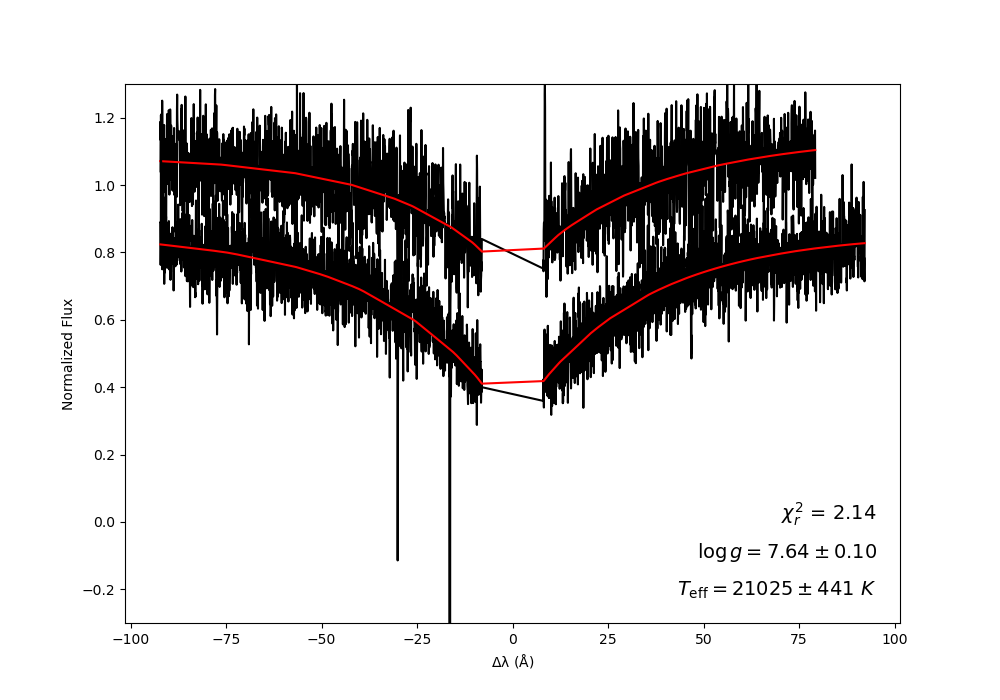 1.2
1.0
0.8
0.6
0.4
0.2
0.0
−0.2
Normalized Flux
χ²ᵣ = 2.14
log g = 7.64 ± 0.10
T_eff = 21025 ± 441 K
−100 −75 −50 −25 0 25 50 75 100
Δλ (Å)